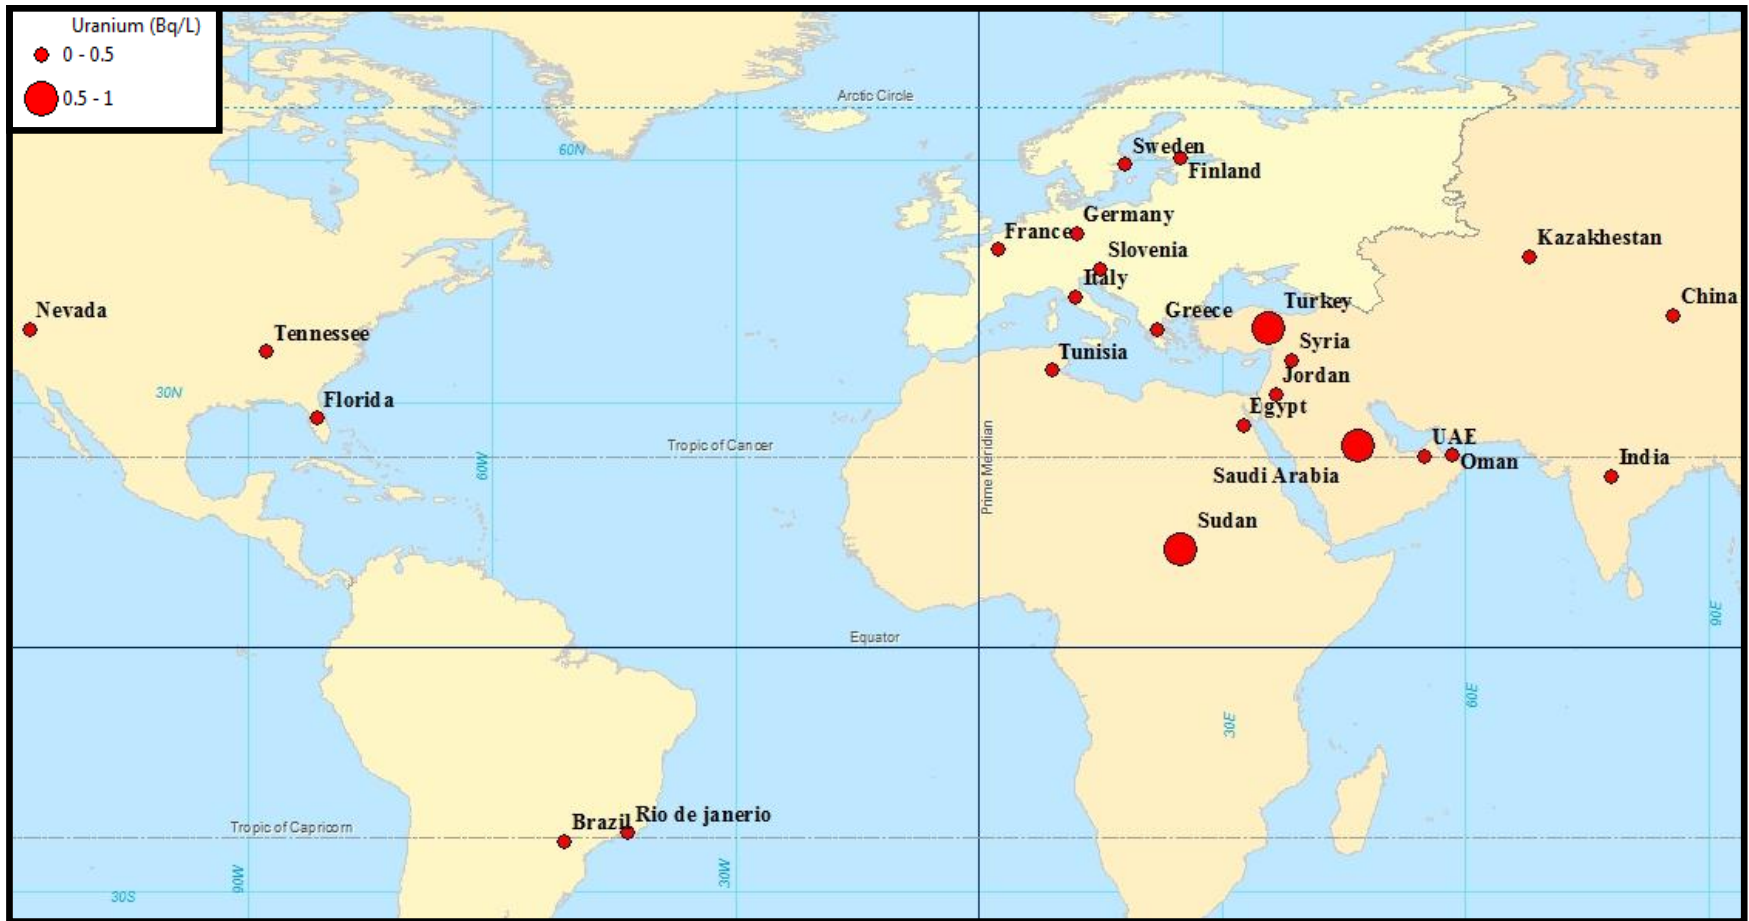 Uranium (Bq/L)
0 - 0.5
0.5 - 1
Arctic Circle
60N
Sweden
Finland
Germany
France
Slovenia
Italy
Kazakhestan
Nevada
Tennessee
Greece
Turkey
China
Syria
Tunisia
Jordan
30N
Florida
Egypt
Tropic of Cancer
60W
Prime Meridian
UAE
Oman
India
Saudi Arabia
Sudan
Equator
90E
60E
30E
Tropic of Capricorn
Brazil
Rio de janerio
90W
30W
30S